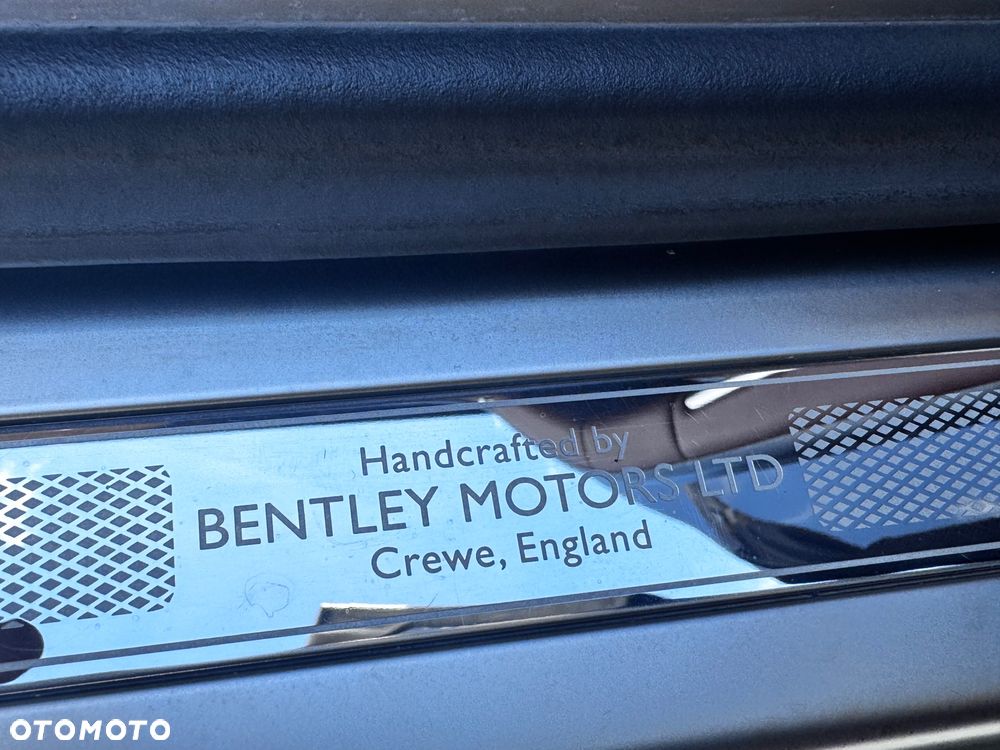 Handcrafted by
BENTLEY MOTORS LTD
Crewe, England
OTOMOTO